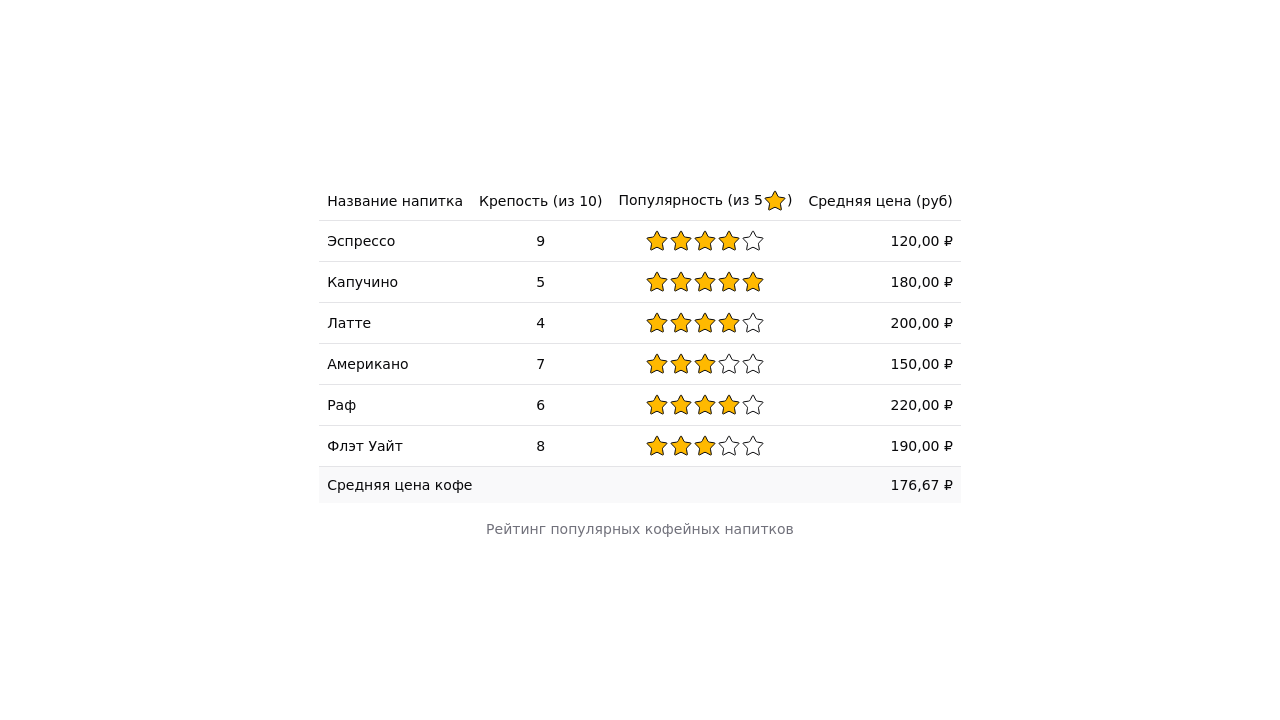 Название напитка Крепость (из 10) Популярность (из 5 ) Средняя цена (руб)
Эспрессо 9 120,00 ₽
Капучино 5 180,00 ₽
Латте 4 200,00 ₽
Американо 7 150,00 ₽
Раф 6 220,00 ₽
Флэт Уайт 8 190,00 ₽
Средняя цена кофе 176,67 ₽
Рейтинг популярных кофейных напитков